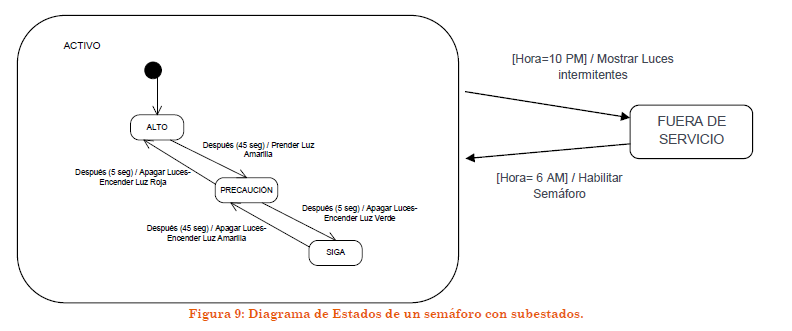 ACTIVO
[Hora=10 PM] / Mostrar Luces
intermitentes
FUERA DE
SERVICIO
[Hora= 6 AM] / Habilitar
Semáforo
ALTO
Después (45 seg) / Prender Luz
Amarilla
Después (5 seg) / Apagar Luces-
Encender Luz Roja
PRECAUCIÓN
Después (5 seg) / Apagar Luces-
Encender Luz Verde
Después (45 seg) / Apagar Luces-
Encender Luz Amarilla
SIGA
Figura 9: Diagrama de Estados de un semáforo con subestados.